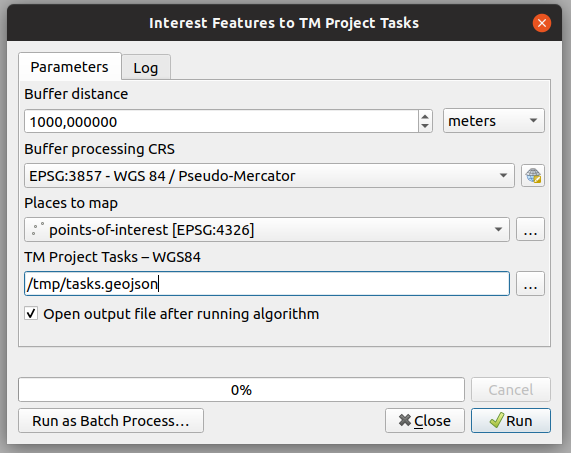 Interest Features to TM Project Tasks
Parameters
Log
Buffer distance
1000,000000
meters
Buffer processing CRS
EPSG:3857 - WGS 84 / Pseudo-Mercator
Places to map
points-of-interest [EPSG:4326]
...
TM Project Tasks – WGS84
/tmp/tasks.geojson
...
Open output file after running algorithm
0%
Cancel
Run as Batch Process…
Close
Run